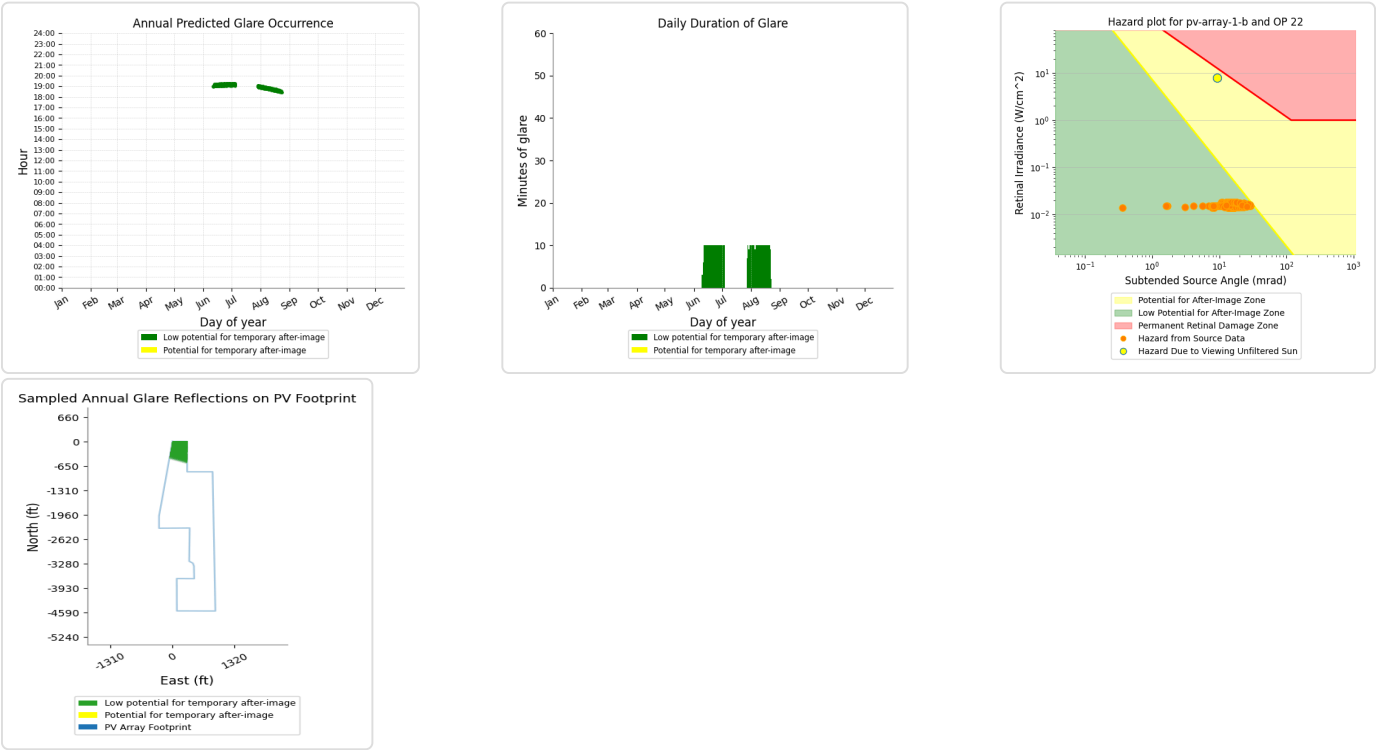 Annual Predicted Glare Occurrence
24:00
23:00
22:00
21:00
20:00
19:00
18:00
17:00
16:00
15:00
14:00
13:00
12:00
11:00
10:00
09:00
08:00
07:00
06:00
05:00
04:00
03:00
02:00
01:00
00:00
Hour
Jan Feb Mar Apr May Jun Jul Aug Sep Oct Nov Dec
Day of year
Low potential for temporary after-image
Potential for temporary after-image
Daily Duration of Glare
60
50
40
30
20
10
0
Minutes of glare
Jan Feb Mar Apr May Jun Jul Aug Sep Oct Nov Dec
Day of year
Low potential for temporary after-image
Potential for temporary after-image
Hazard plot for pv-array-1-b and OP 22
10¹
10⁰
10⁻¹
10⁻²
Retinal Irradiance (W/cm^2)
10⁻¹ 10⁰ 10¹ 10² 10³
Subtended Source Angle (mrad)
Potential for After-Image Zone
Low Potential for After-Image Zone
Permanent Retinal Damage Zone
Hazard from Source Data
Hazard Due to Viewing Unfiltered Sun
Sampled Annual Glare Reflections on PV Footprint
660
0
-650
-1310
-1960
-2620
-3280
-3930
-4590
-5240
North (ft)
-1310 0 1320
East (ft)
Low potential for temporary after-image
Potential for temporary after-image
PV Array Footprint